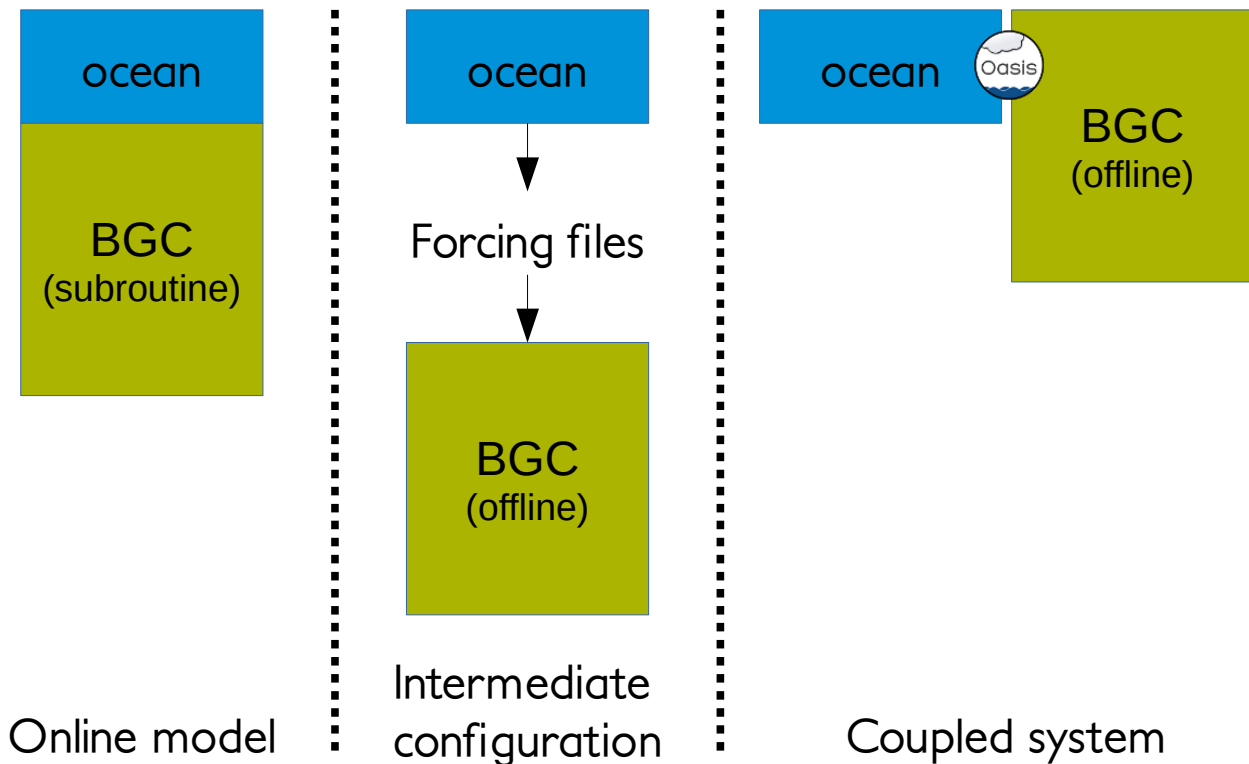 ocean
BGC
(subroutine)
Online model
ocean
Forcing files
BGC
(offline)
Intermediate
configuration
ocean
Oasis
BGC
(offline)
Coupled system